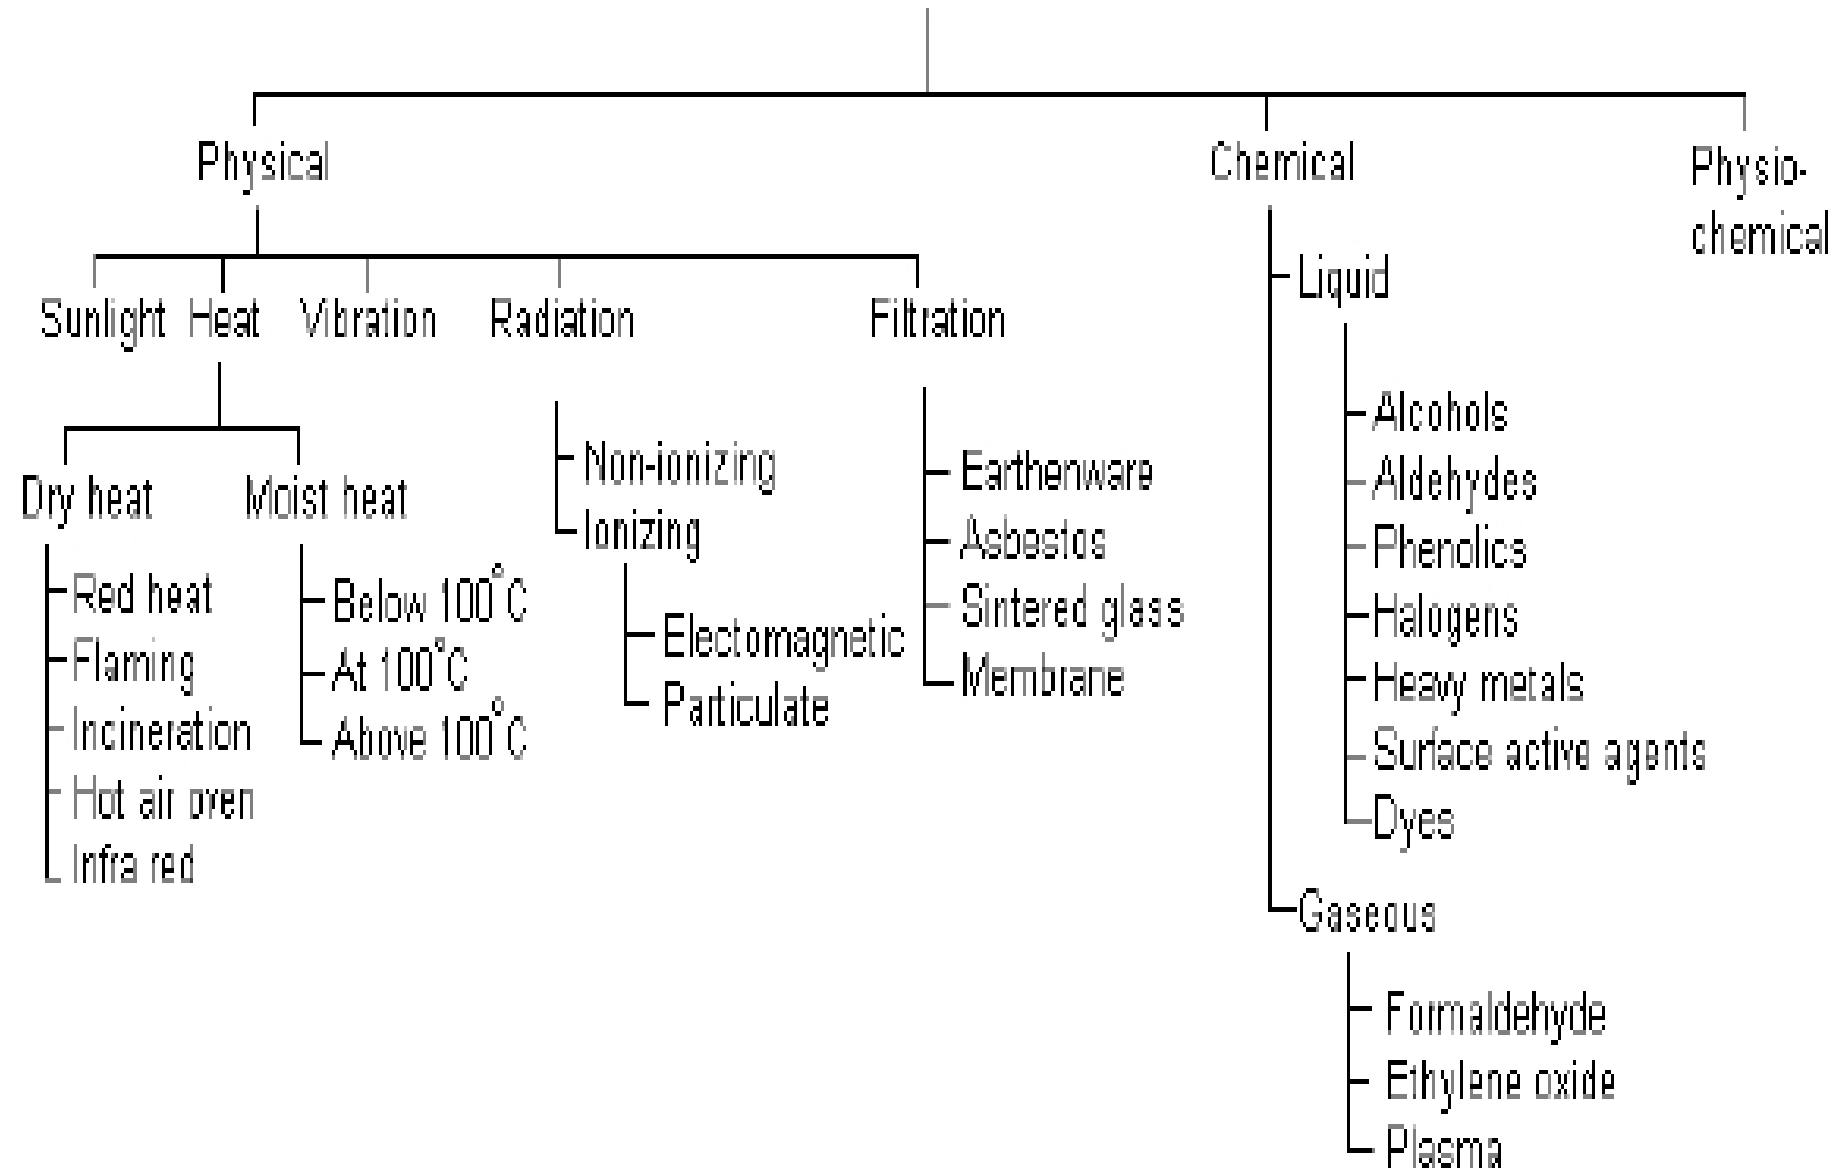 Physical
Chemical
Physio-
chemical
Sunlight
Heat
Vibration
Radiation
Filtration
Dry heat
Moist heat
Red heat
Flaming
Incineration
Hot air oven
Infra red
Below 100°C
At 100°C
Above 100°C
Non-ionizing
Ionizing
Electomagnetic
Particulate
Earthenware
Asbestos
Sintered glass
Membrane
Liquid
Alcohols
Aldehydes
Phenolics
Halogens
Heavy metals
Surface active agents
Dyes
Gaseous
Formaldehyde
Ethylene oxide
Plasma